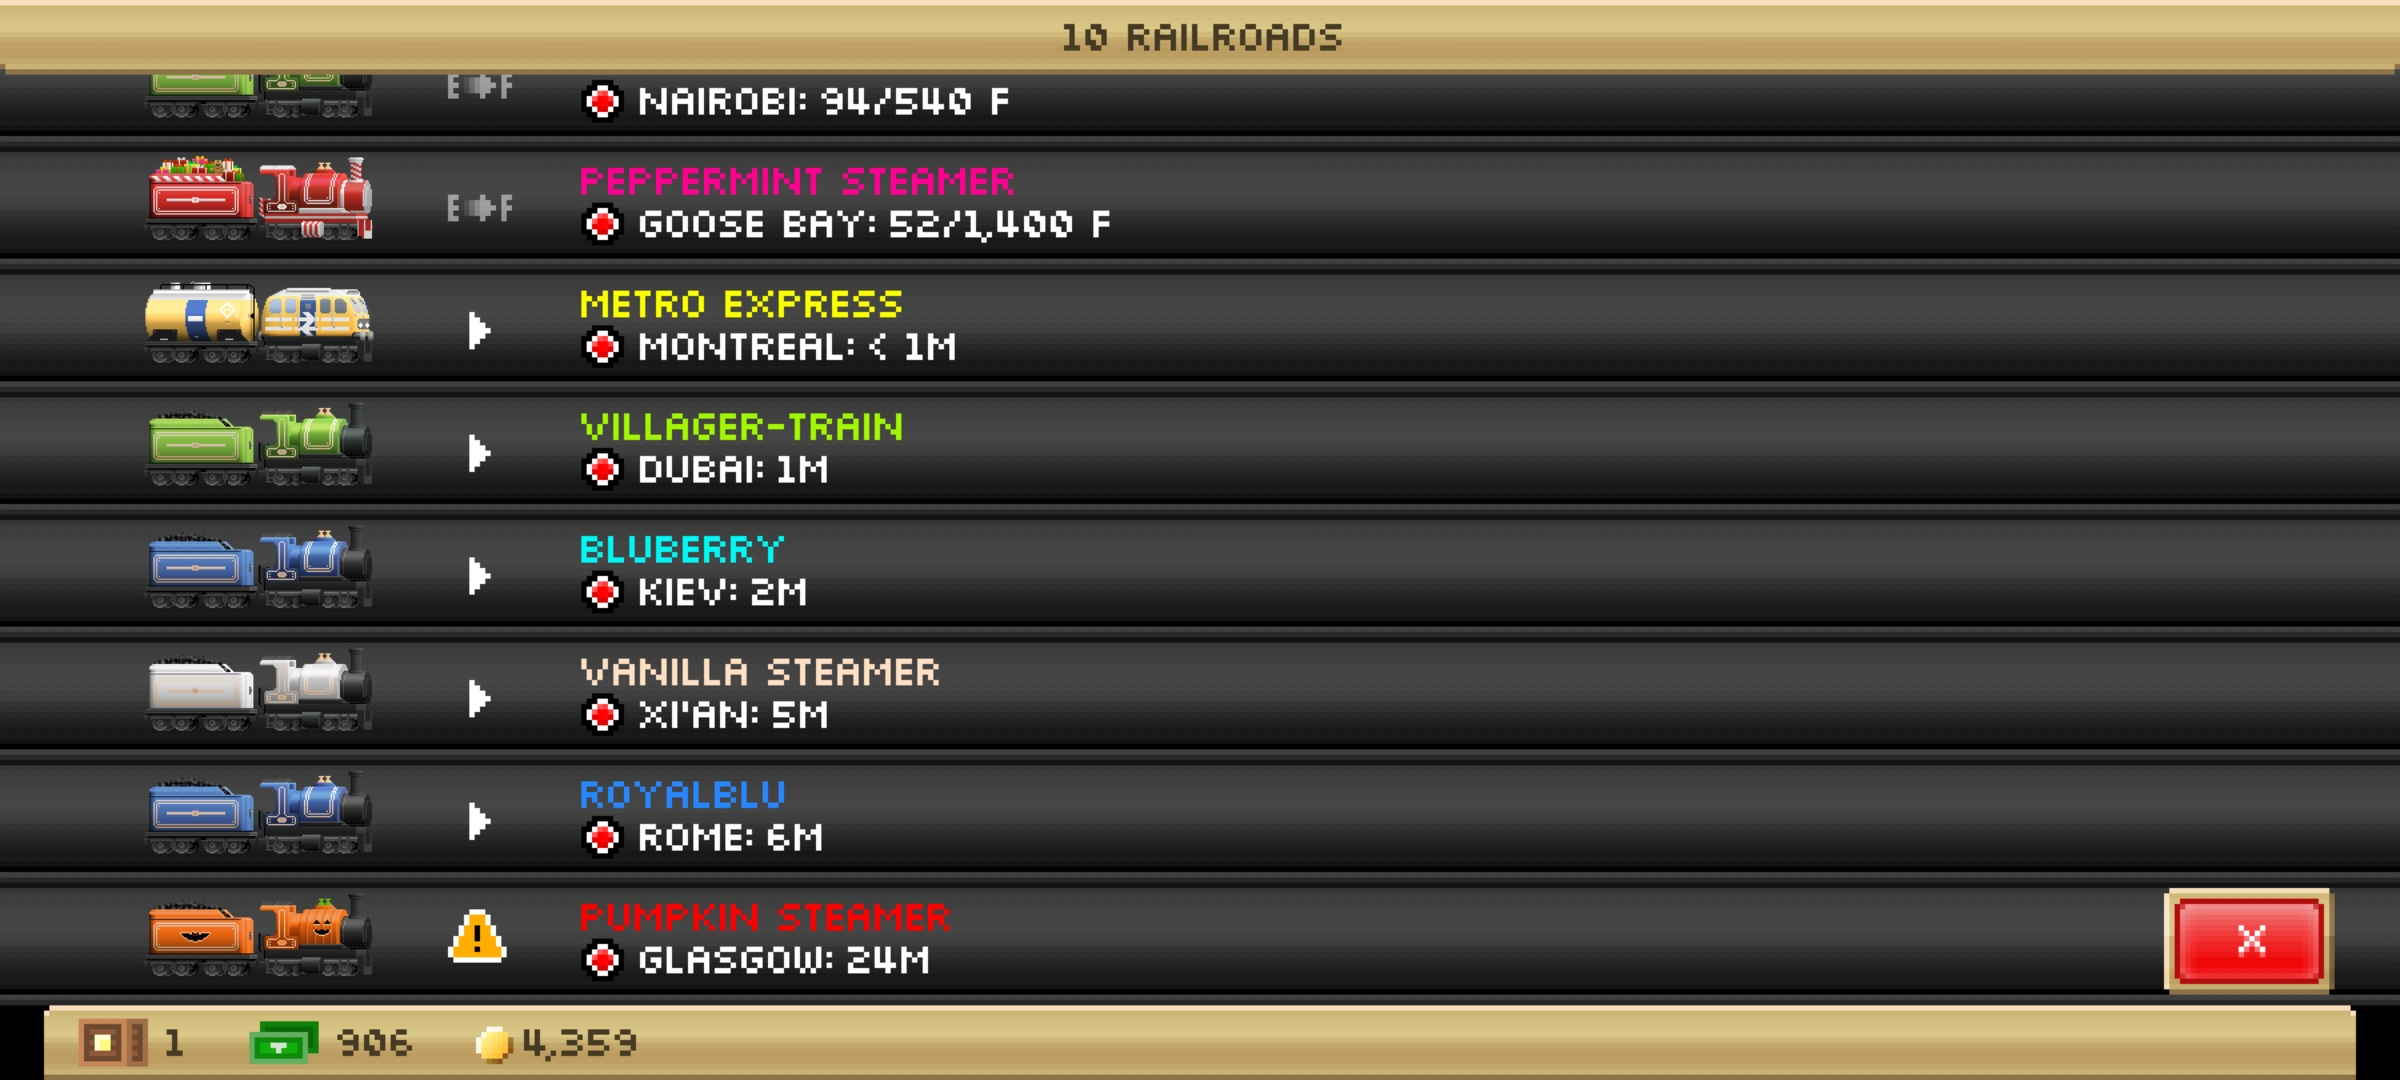 10 RAILROADS
E F
NAIROBI: 94/540 F
PEPPERMINT STEAMER
E F
GOOSE BAY: 52/1,400 F
METRO EXPRESS
MONTREAL: < 1M
VILLAGER-TRAIN
DUBAI: 1M
BLUBERRY
KIEV: 2M
VANILLA STEAMER
XI'AN: 5M
ROYALBLU
ROME: 6M
PUMPKIN STEAMER
!
GLASGOW: 24M
X
1 906 4,359